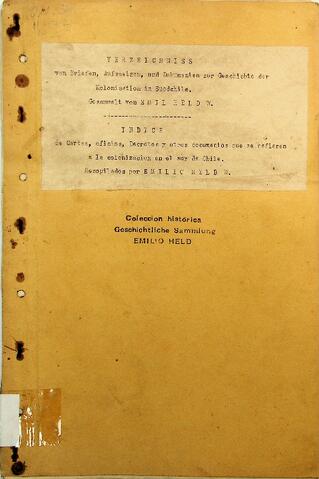 VERZEICHNISS
von Briefen, Aufsaetzen, und Dokumenten zur Geschichte der
Kolonisation in Suedchile.
Gesammelt von EMIL HELD W.
INDICE
de Cartas, oficios, Decretos y otros documentos que se refieren
a la colonizacion en el sur de Chile.
Recopilados por EMILIO HELD W.
Coleccion histórica
Geschichtliche Sammlung
EMILIO HELD